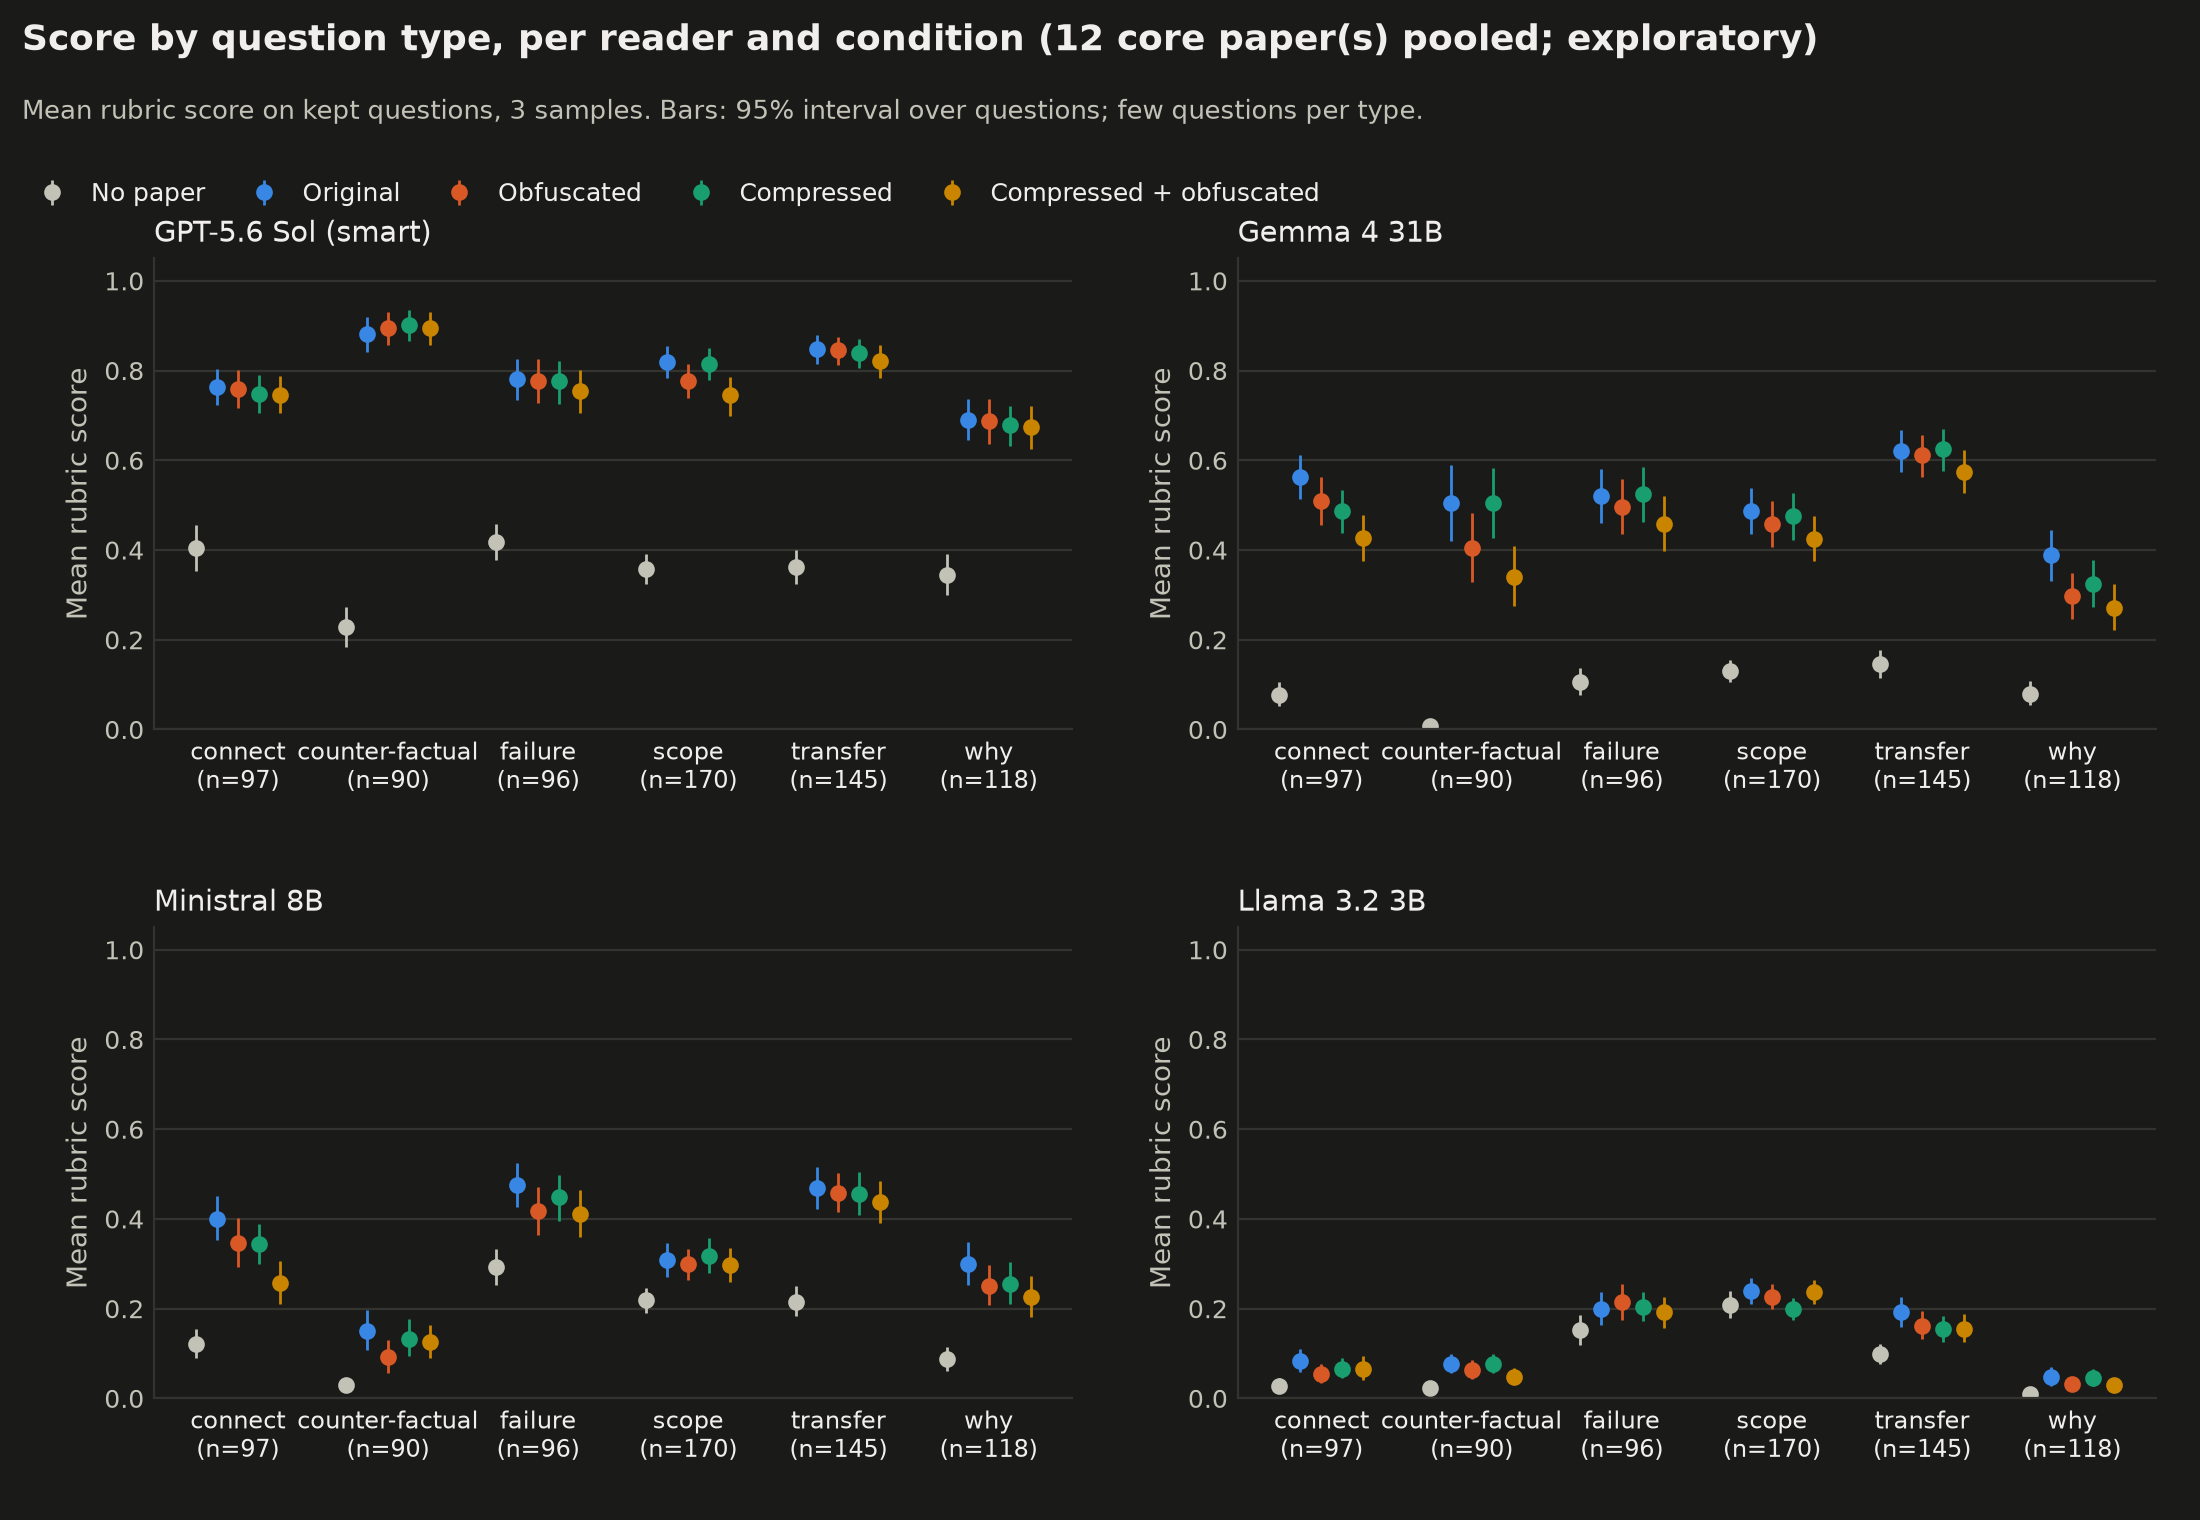 Score by question type, per reader and condition (12 core paper(s) pooled; exploratory)
Mean rubric score on kept questions, 3 samples. Bars: 95% interval over questions; few questions per type.
No paper Original Obfuscated Compressed Compressed + obfuscated
GPT-5.6 Sol (smart)
Mean rubric score
1.0
0.8
0.6
0.4
0.2
0.0
connect counter-factual failure scope transfer why
(n=97) (n=90) (n=96) (n=170) (n=145) (n=118)
Gemma 4 31B
Mean rubric score
1.0
0.8
0.6
0.4
0.2
0.0
connect counter-factual failure scope transfer why
(n=97) (n=90) (n=96) (n=170) (n=145) (n=118)
Ministral 8B
Mean rubric score
1.0
0.8
0.6
0.4
0.2
0.0
connect counter-factual failure scope transfer why
(n=97) (n=90) (n=96) (n=170) (n=145) (n=118)
Llama 3.2 3B
Mean rubric score
1.0
0.8
0.6
0.4
0.2
0.0
connect counter-factual failure scope transfer why
(n=97) (n=90) (n=96) (n=170) (n=145) (n=118)